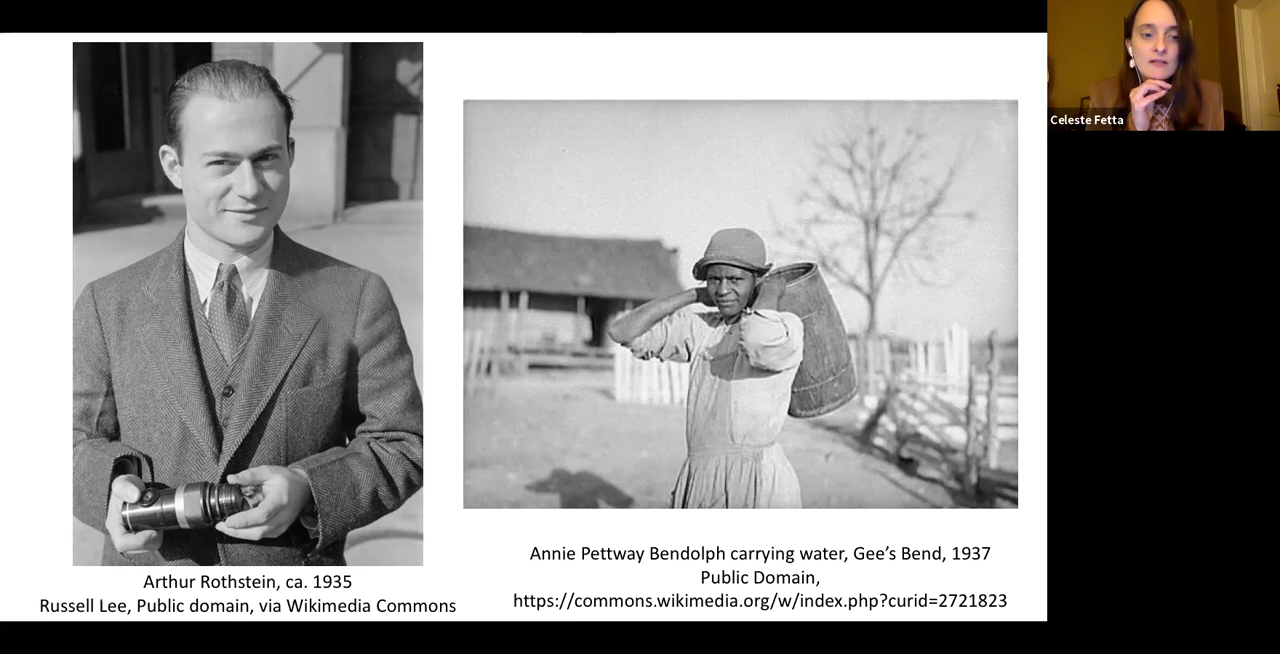 Celeste Fetta
Arthur Rothstein, ca. 1935
Russell Lee, Public domain, via Wikimedia Commons
Annie Pettway Bendolph carrying water, Gee’s Bend, 1937
Public Domain,
https://commons.wikimedia.org/w/index.php?curid=2721823